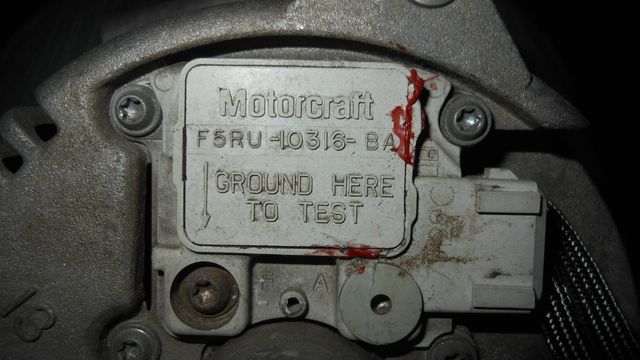 Motorcraft
F5RU-10316-BA
GROUND HERE
TO TEST
F A